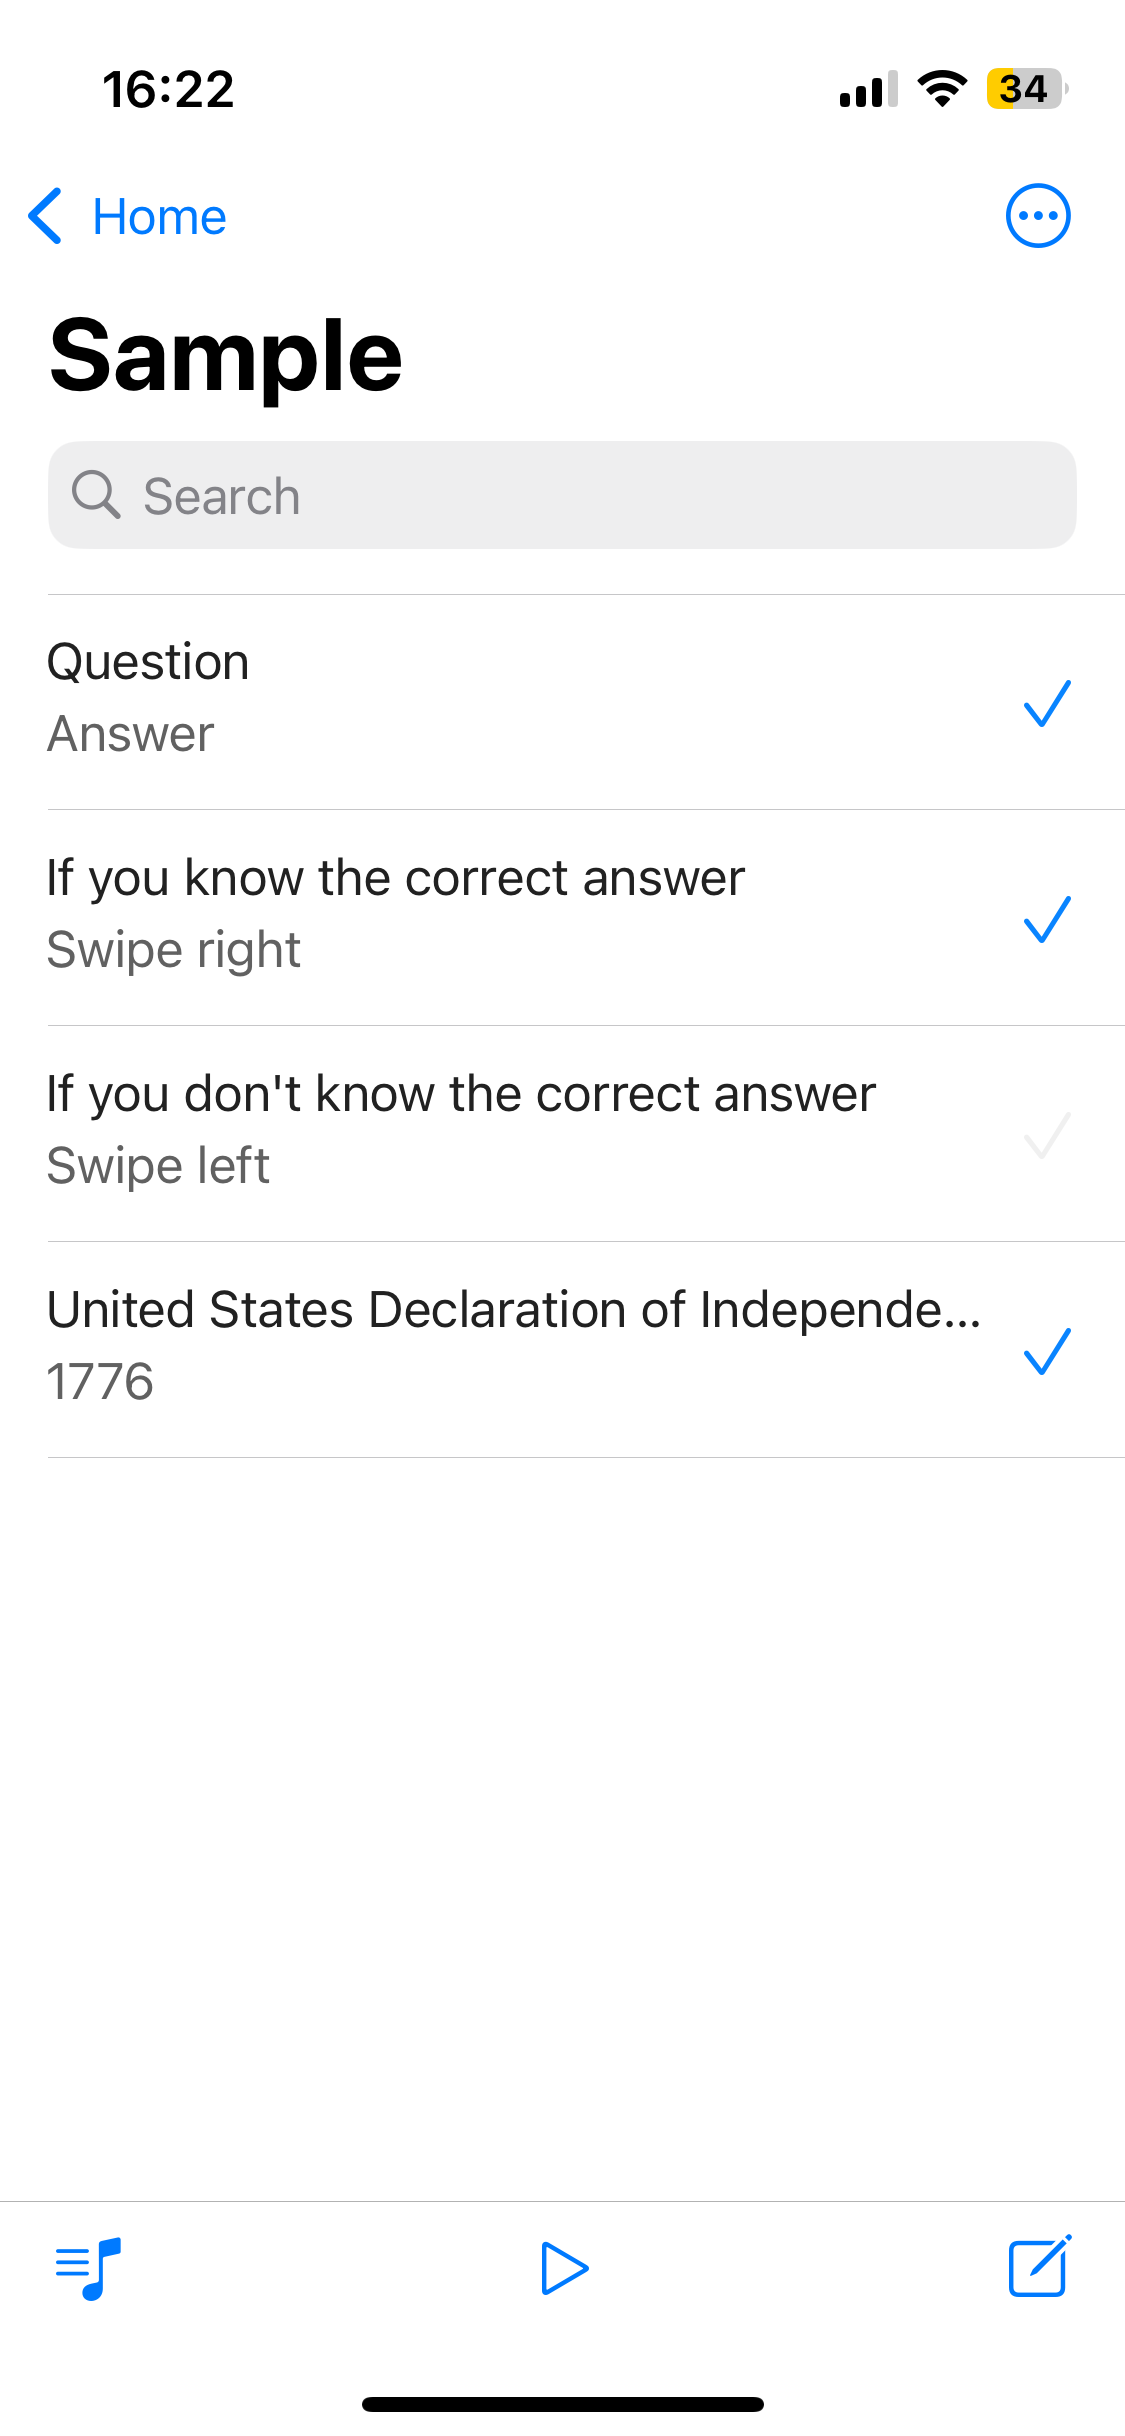 16:22
34
Home
Sample
Search
Question
Answer
If you know the correct answer
Swipe right
If you don't know the correct answer
Swipe left
United States Declaration of Independe...
1776